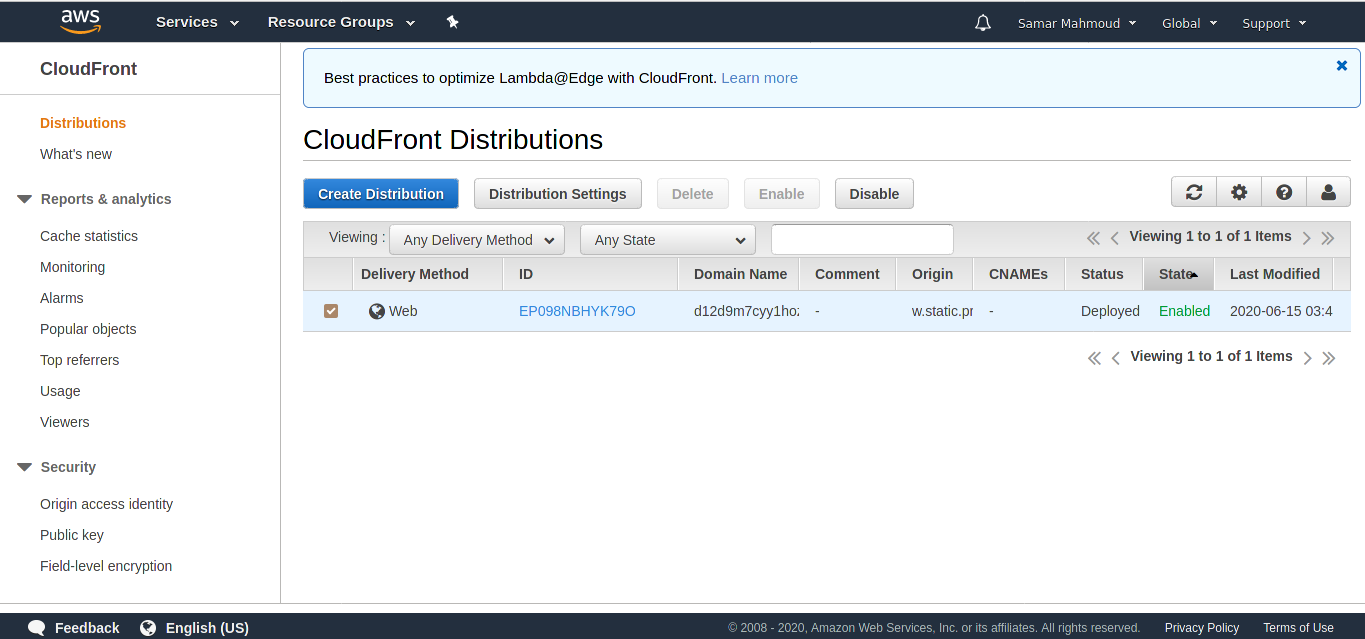 aws Services Resource Groups Samar Mahmoud Global Support
CloudFront
Distributions
What's new
Reports & analytics
Cache statistics
Monitoring
Alarms
Popular objects
Top referrers
Usage
Viewers
Security
Origin access identity
Public key
Field-level encryption
Best practices to optimize Lambda@Edge with CloudFront. Learn more
CloudFront Distributions
Create Distribution Distribution Settings Delete Enable Disable
Viewing : Any Delivery Method Any State Viewing 1 to 1 of 1 Items
Delivery Method ID Domain Name Comment Origin CNAMEs Status State Last Modified
Web EP098NBHYK79O d12d9m7cyy1hoz - w.static.pr - Deployed Enabled 2020-06-15 03:4
Viewing 1 to 1 of 1 Items
Feedback English (US) © 2008 - 2020, Amazon Web Services, Inc. or its affiliates. All rights reserved. Privacy Policy Terms of Use